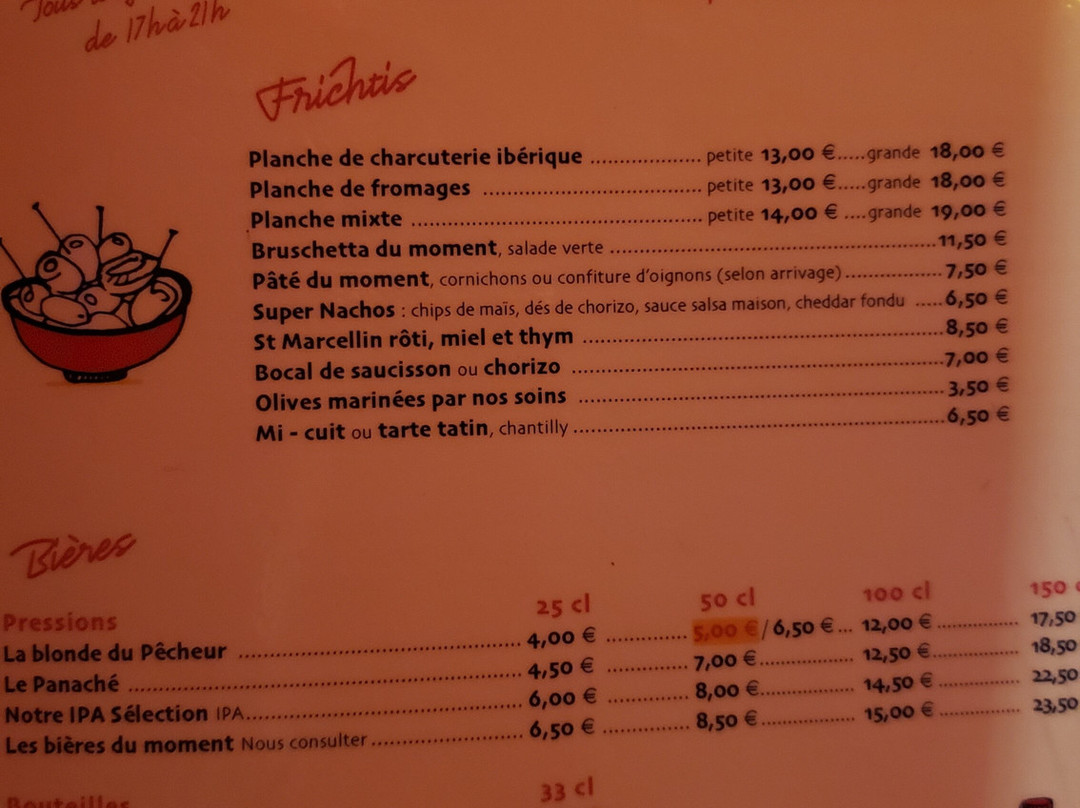 de 17h à 21h
Frichtis
Planche de charcuterie ibérique .................... petite 13,00 €.....grande 18,00 €
Planche de fromages ........................................ petite 13,00 €.....grande 18,00 €
Planche mixte ..................................................... petite 14,00 € ....grande 19,00 €
Bruschetta du moment, salade verte ............................................................11,50 €
Pâté du moment, cornichons ou confiture d'oignons (selon arrivage).................7,50 €
Super Nachos : chips de maïs, dés de chorizo, sauce salsa maison, cheddar fondu .....6,50 €
St Marcellin rôti, miel et thym ..................................................................8,50 €
Bocal de saucisson ou chorizo ....................................................................7,00 €
Olives marinées par nos soins ....................................................................3,50 €
Mi - cuit ou tarte tatin, chantilly ....................................................................6,50 €
Bières
Pressions 25 cl 50 cl 100 cl 150
La blonde du Pêcheur .................... 4,00 € ............... 5,00 € / 6,50 €... 12,00 €............... 17,50
Le Panaché .................... 4,50 € ............... 7,00 €............... 12,50 €............... 18,50
Notre IPA Sélection IPA.................... 6,00 € ............... 8,00 €............... 14,50 €............... 22,50
Les bières du moment Nous consulter .................... 6,50 € ............... 8,50 €............... 15,00 €............... 23,50
Bouteilles 33 cl